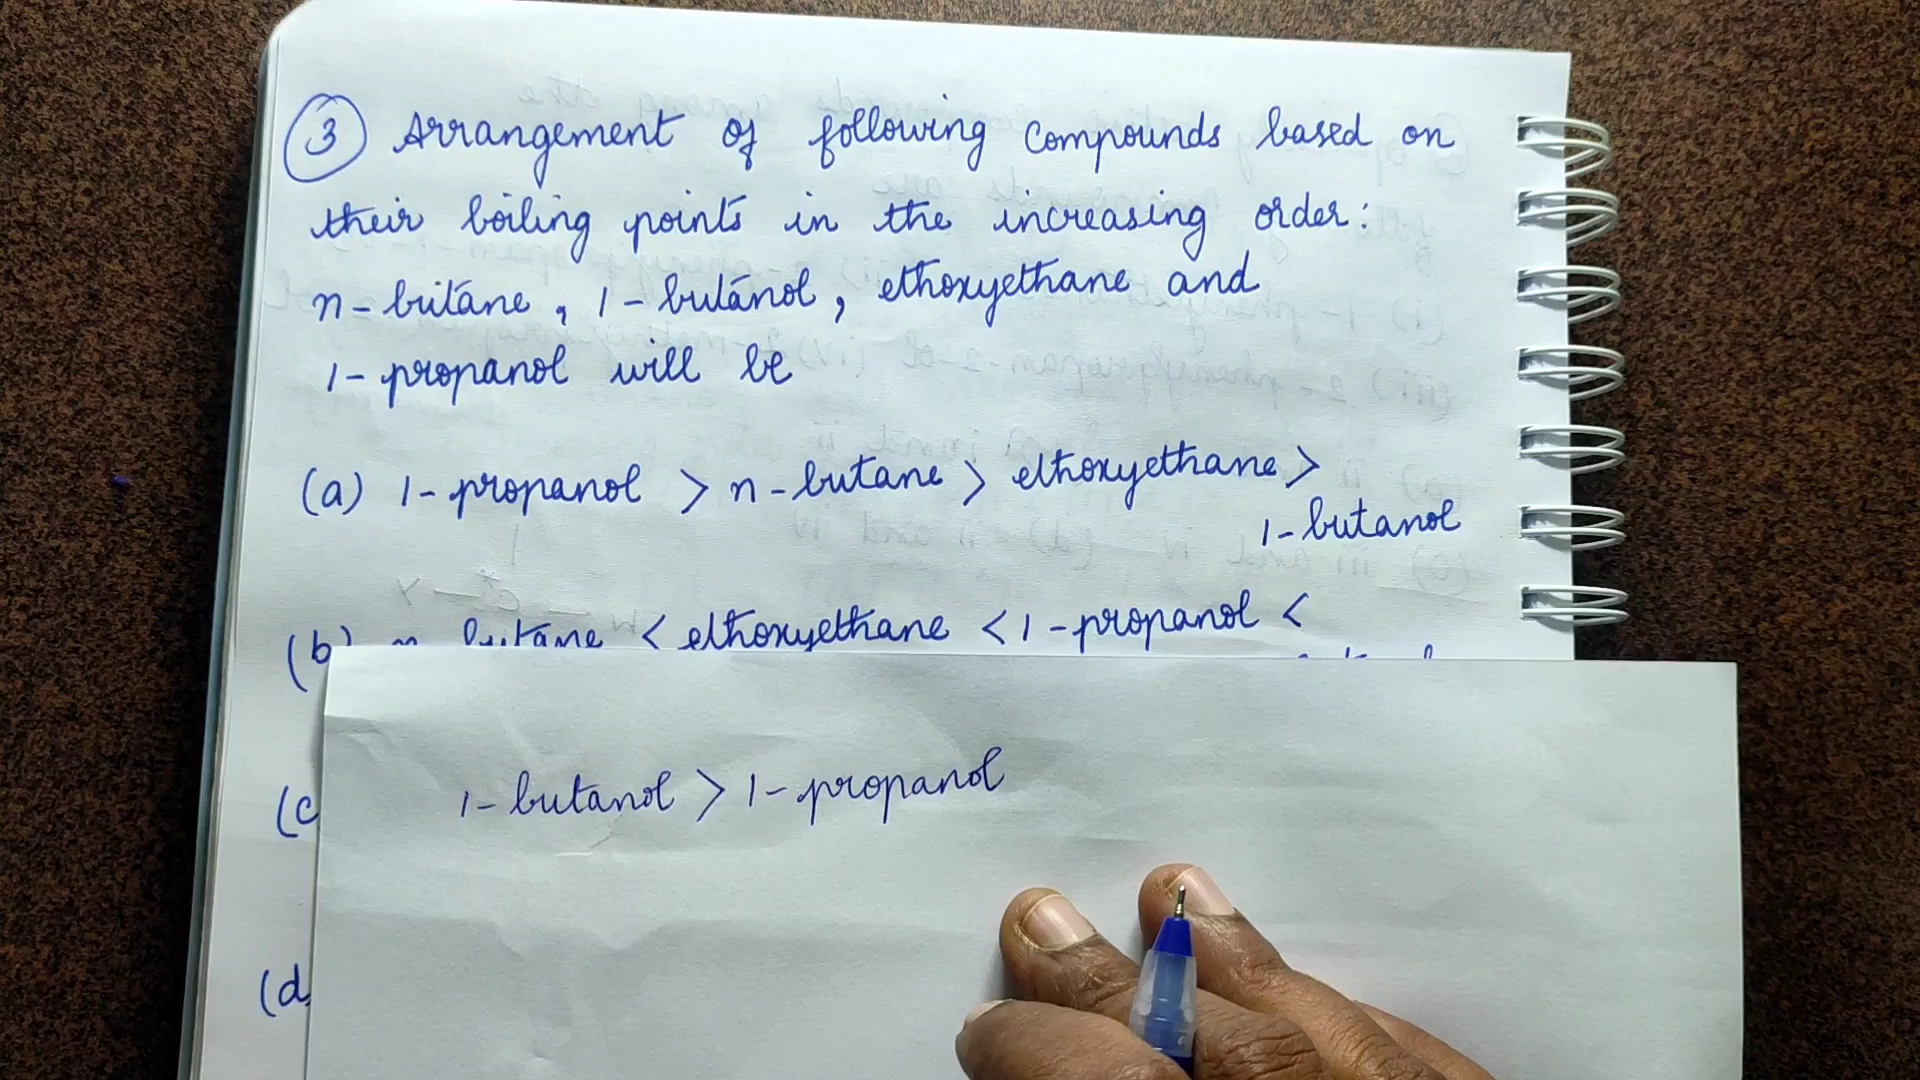 3 Arrangement of following compounds based on
their boiling points in the increasing order:
n-butane, 1-butanol, ethoxyethane and
1-propanol will be
(a) 1-propanol > n-butane > ethoxyethane >
1-butanol
(b) n-butane < ethoxyethane < 1-propanol <
(c
1-butanol > 1-propanol
(d